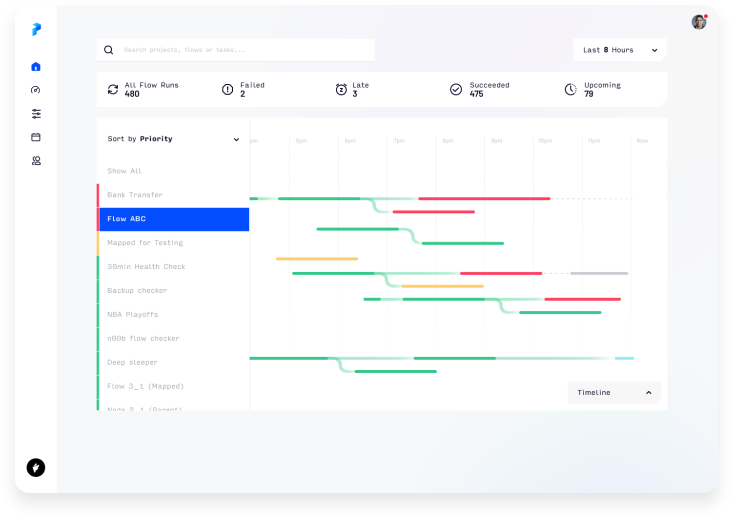 Search projects, flows or tasks...
Last 8 Hours
All Flow Runs
480
Failed
2
Late
3
Succeeded
475
Upcoming
79
Sort by Priority
5pm
6pm
7pm
8pm
9pm
10pm
11pm
Now
Show All
Bank Transfer
Flow ABC
Mapped for Testing
30min Health Check
Backup checker
NBA Playoffs
n00b flow checker
Deep sleeper
Flow 3_1 (Mapped)
(Parent)
Timeline